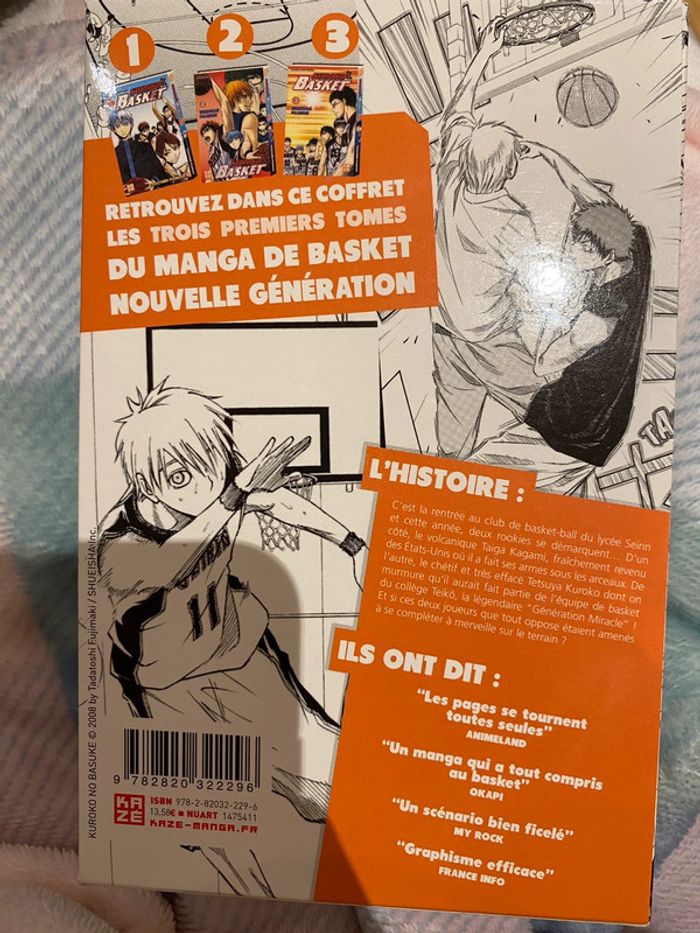 1
2
3
BASKET
BASKET
BASKET
RETROUVEZ DANS CE COFFRET
LES TROIS PREMIERS TOMES
DU MANGA DE BASKET
NOUVELLE GÉNÉRATION
L'HISTOIRE :
C'est la rentrée au club de basket-ball du lycée Seirin
et cette année, deux rookies se démarquent... D'un
côté, le volcanique Taiga Kagami, fraîchement revenu
des États-Unis où il a fait ses armes sous les arceaux. De
l'autre, le chétif et très effacé Tetsuya Kuroko dont on
murmure qu'il aurait fait partie de l'équipe de basket
du collège Teikô, la légendaire "Génération Miracle" !
Et si ces deux joueurs que tout oppose étaient amenés
à se compléter à merveille sur le terrain ?
ILS ONT DIT :
"Les pages se tournent
toutes seules"
ANIMELAND
"Un manga qui a tout compris
au basket"
OKAPI
"Un scénario bien ficelé"
MY ROCK
"Graphisme efficace"
FRANCE INFO
11
KUROKO NO BASUKE © 2008 by Tadatoshi Fujimaki / SHUEISHA Inc.
9 782820 322296
ISBN 978-2-82032-229-6
13,58€ ■ NUART 1475411
KAZE-MANGA.FR
KAZÉ